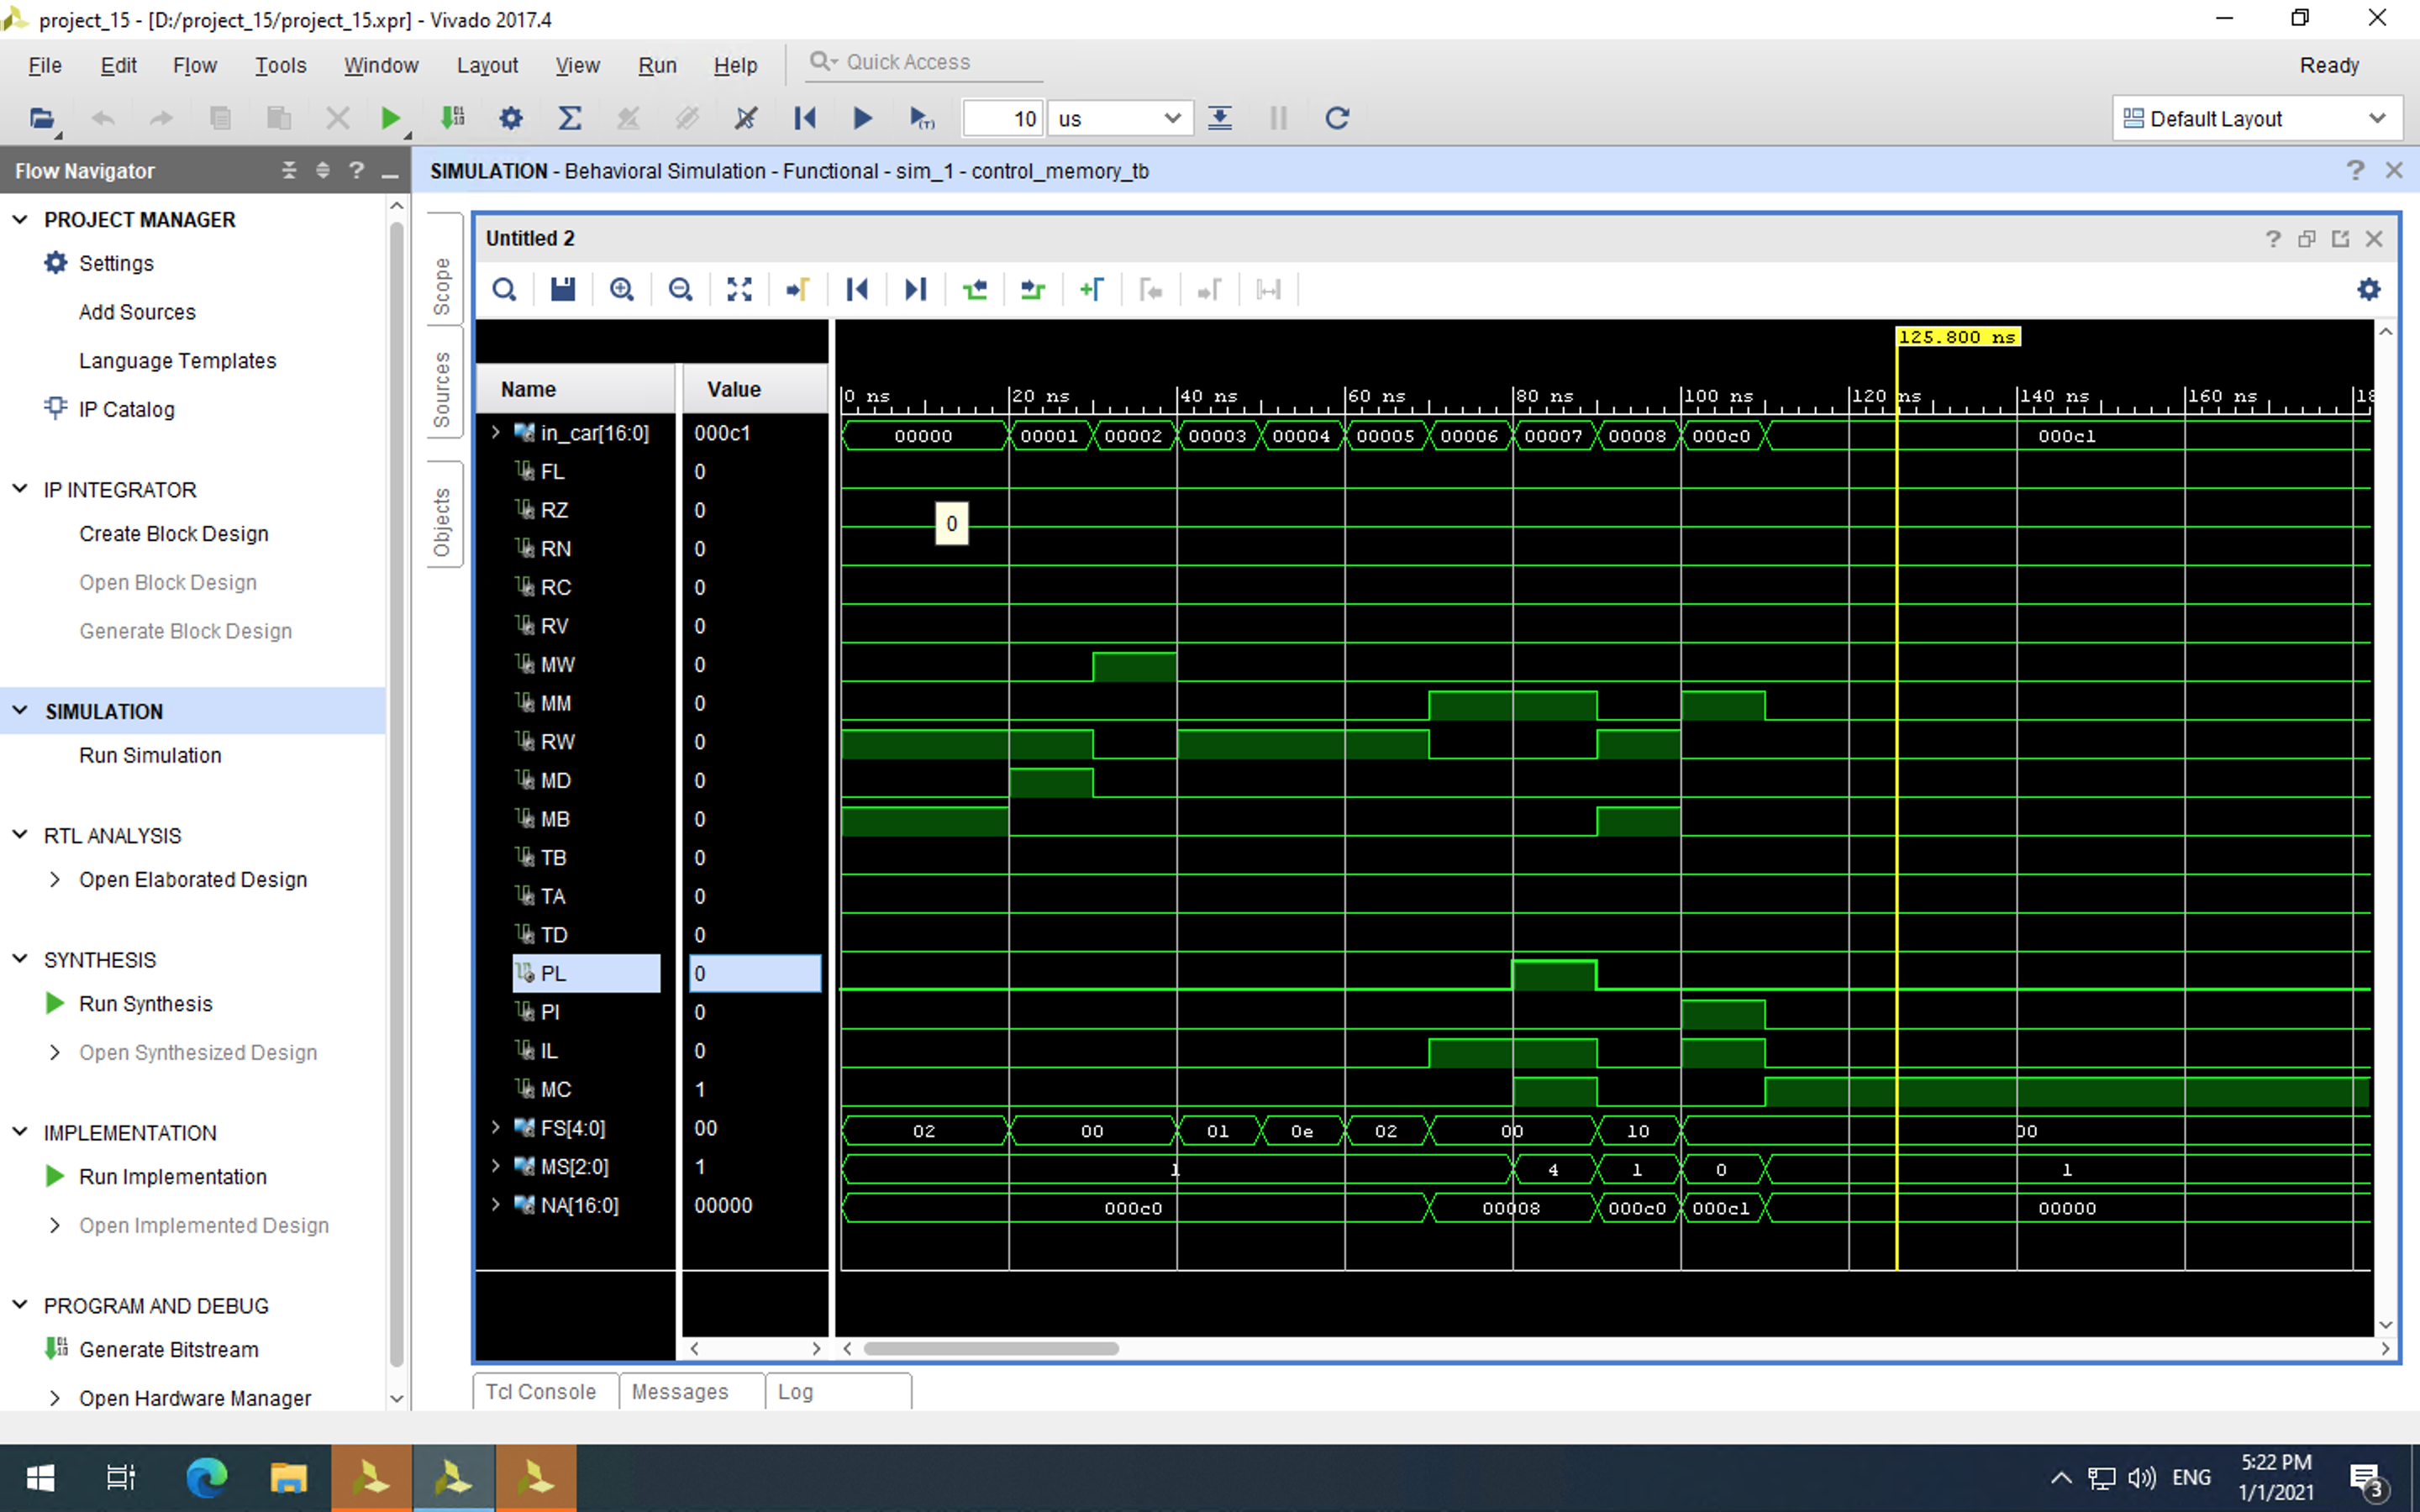 project_15 - [D:/project_15/project_15.xpr] - Vivado 2017.4
File Edit Flow Tools Window Layout View Run Help Quick Access Ready
10 us Default Layout
Flow Navigator
SIMULATION - Behavioral Simulation - Functional - sim_1 - control_memory_tb
PROJECT MANAGER
Settings
Add Sources
Language Templates
IP Catalog
IP INTEGRATOR
Create Block Design
Open Block Design
Generate Block Design
SIMULATION
Run Simulation
RTL ANALYSIS
Open Elaborated Design
SYNTHESIS
Run Synthesis
Open Synthesized Design
IMPLEMENTATION
Run Implementation
Open Implemented Design
PROGRAM AND DEBUG
Generate Bitstream
Open Hardware Manager
Scope
Sources
Objects
Untitled 2
125.800 ns
Name Value
0 ns 20 ns 40 ns 60 ns 80 ns 100 ns 120 ns 140 ns 160 ns 18
in_car[16:0] 000c1 00000 00001 00002 00003 00004 00005 00006 00007 00008 000c0 000c1
FL 0
RZ 0 0
RN 0
RC 0
RV 0
MW 0
MM 0
RW 0
MD 0
MB 0
TB 0
TA 0
TD 0
PL 0
PI 0
IL 0
MC 1
FS[4:0] 00 02 00 01 0e 02 00 10 00
MS[2:0] 1 1 4 1 0 1
NA[16:0] 00000 000c0 00008 000c0 000c1 00000
Tcl Console Messages Log
ENG
5:22 PM
1/1/2021
3